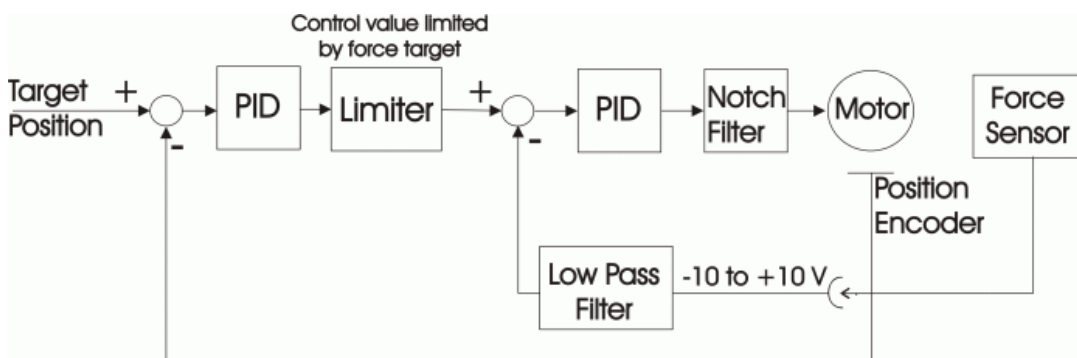 Control value limited
by force target
Target
Position
+
-
PID
Limiter
+
-
PID
Notch
Filter
Motor
Force
Sensor
Position
Encoder
Low Pass
Filter
-10 to +10 V